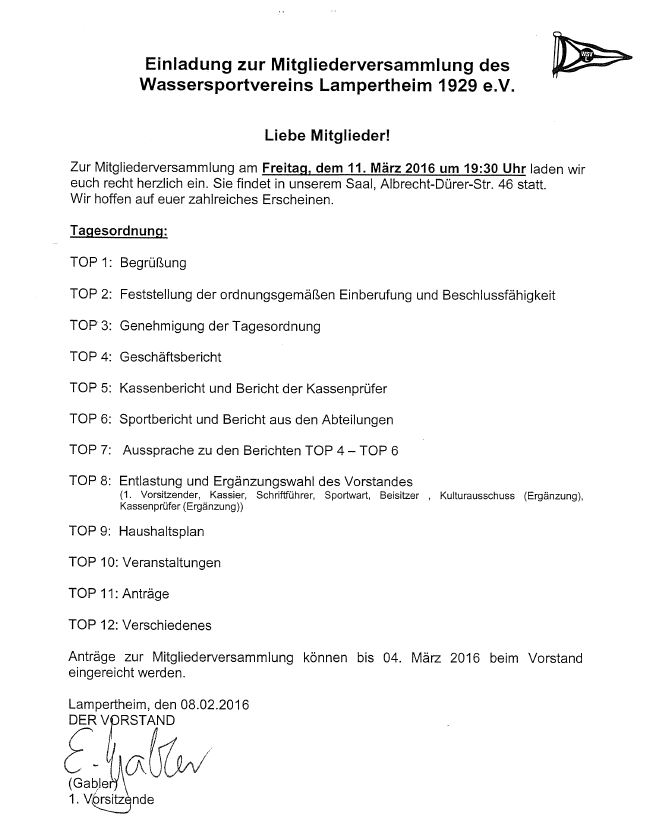 Einladung zur Mitgliederversammlung des
Wassersportvereins Lampertheim 1929 e.V.
Liebe Mitglieder!
Zur Mitgliederversammlung am Freitag, dem 11. März 2016 um 19:30 Uhr laden wir
euch recht herzlich ein. Sie findet in unserem Saal, Albrecht-Dürer-Str. 46 statt.
Wir hoffen auf euer zahlreiches Erscheinen.
Tagesordnung:
TOP 1: Begrüßung
TOP 2: Feststellung der ordnungsgemäßen Einberufung und Beschlussfähigkeit
TOP 3: Genehmigung der Tagesordnung
TOP 4: Geschäftsbericht
TOP 5: Kassenbericht und Bericht der Kassenprüfer
TOP 6: Sportbericht und Bericht aus den Abteilungen
TOP 7: Aussprache zu den Berichten TOP 4 – TOP 6
TOP 8: Entlastung und Ergänzungswahl des Vorstandes
(1. Vorsitzender, Kassier, Schriftführer, Sportwart, Beisitzer , Kulturausschuss (Ergänzung),
Kassenprüfer (Ergänzung))
TOP 9: Haushaltsplan
TOP 10: Veranstaltungen
TOP 11: Anträge
TOP 12: Verschiedenes
Anträge zur Mitgliederversammlung können bis 04. März 2016 beim Vorstand
eingereicht werden.
Lampertheim, den 08.02.2016
DER VORSTAND
E. Gabler
(Gabler)
1. Vorsitzende